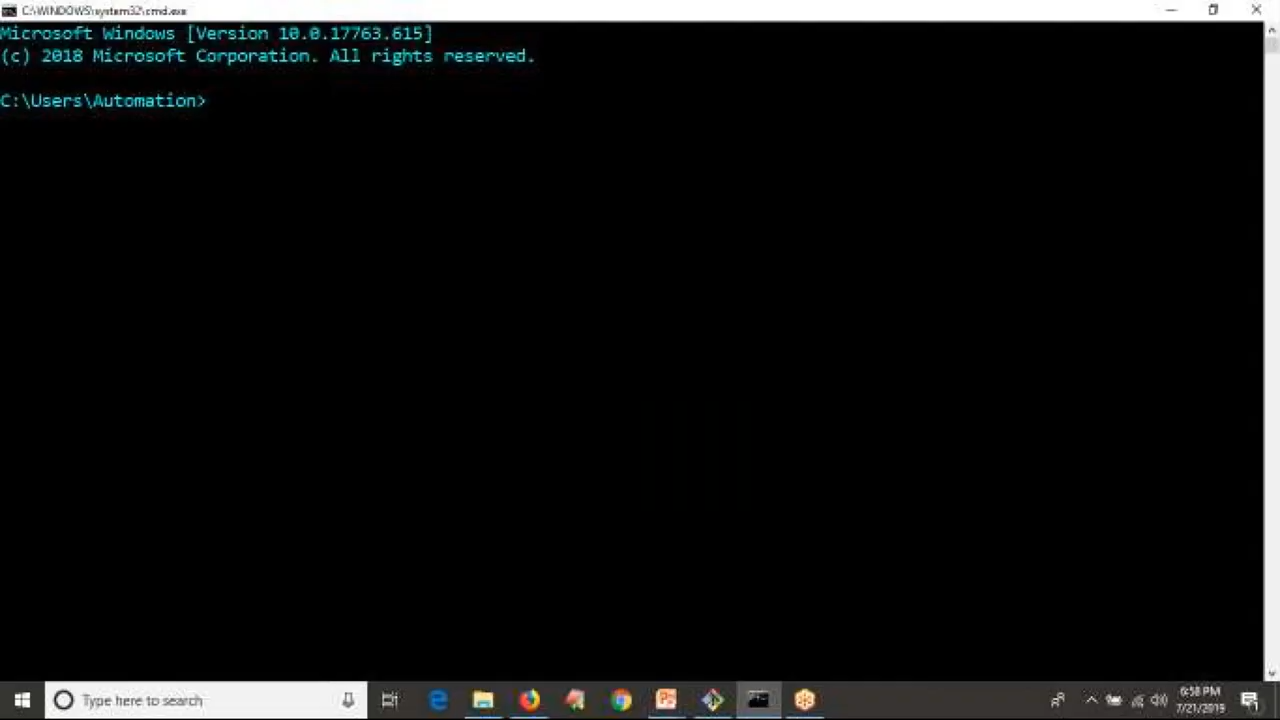 C:\WINDOWS\system32\cmd.exe
Microsoft Windows [Version 10.0.17763.615]
(c) 2018 Microsoft Corporation. All rights reserved.
C:\Users\Automation>
Type here to search
6:58 PM
7/21/2019